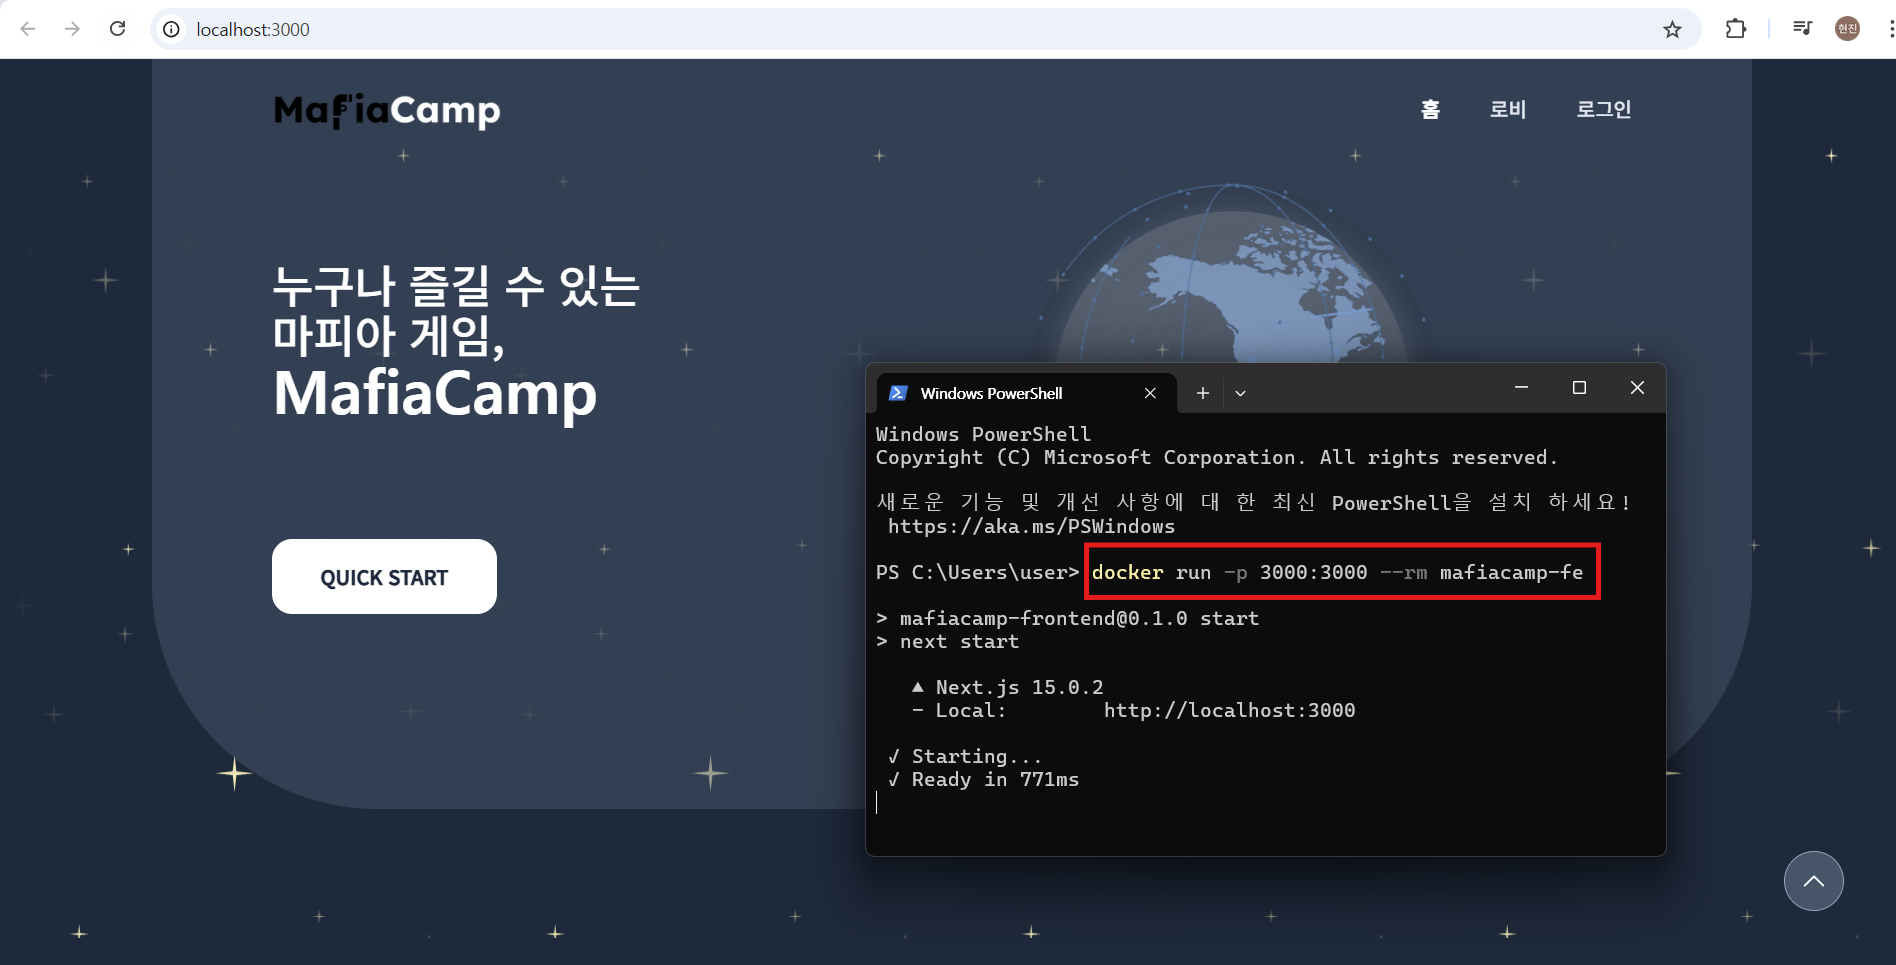 localhost:3000
현진
MafiaCamp
홈 로비 로그인
누구나 즐길 수 있는
마피아 게임,
MafiaCamp
QUICK START
Windows PowerShell
Windows PowerShell
Copyright (C) Microsoft Corporation. All rights reserved.
새로운 기능 및 개선 사항에 대 한 최신 PowerShell을 설치 하세요!
https://aka.ms/PSWindows
PS C:\Users\user> docker run -p 3000:3000 --rm mafiacamp-fe
> mafiacamp-frontend@0.1.0 start
> next start
▲ Next.js 15.0.2
- Local: http://localhost:3000
✓ Starting...
✓ Ready in 771ms